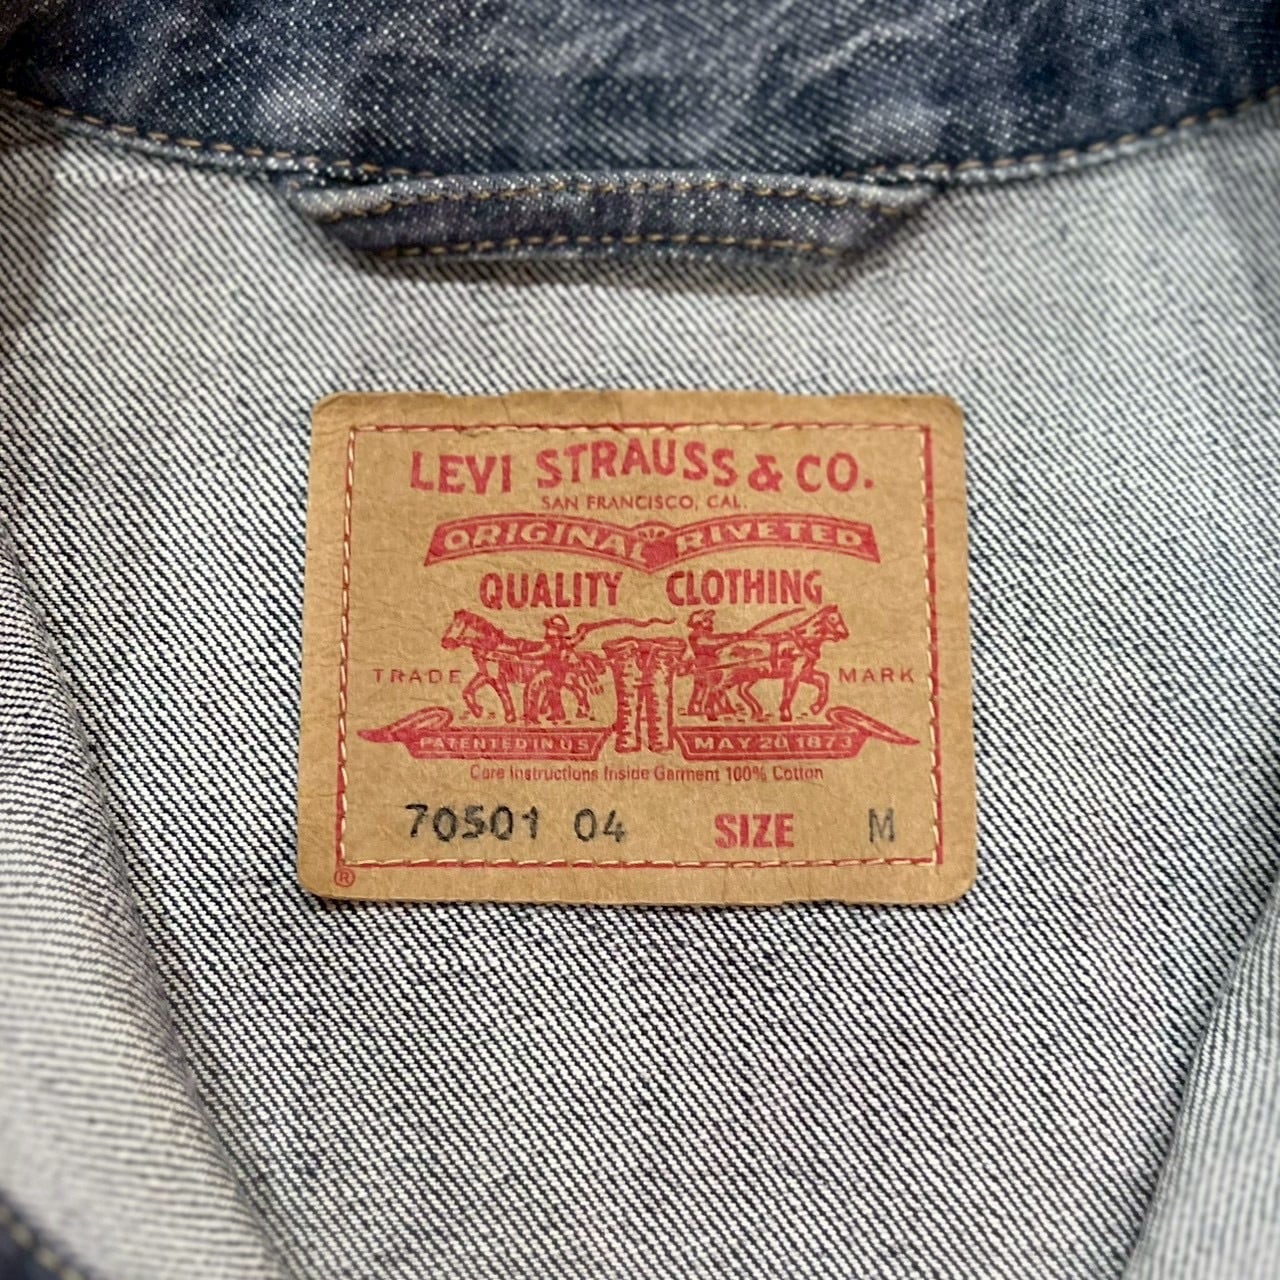 LEVI STRAUSS & CO.
SAN FRANCISCO, CAL.
ORIGINAL RIVETED
QUALITY CLOTHING
TRADE MARK
PATENTED IN US MAY 20 1873
Care Instructions Inside Garment 100% Cotton
70501 04 SIZE M
®